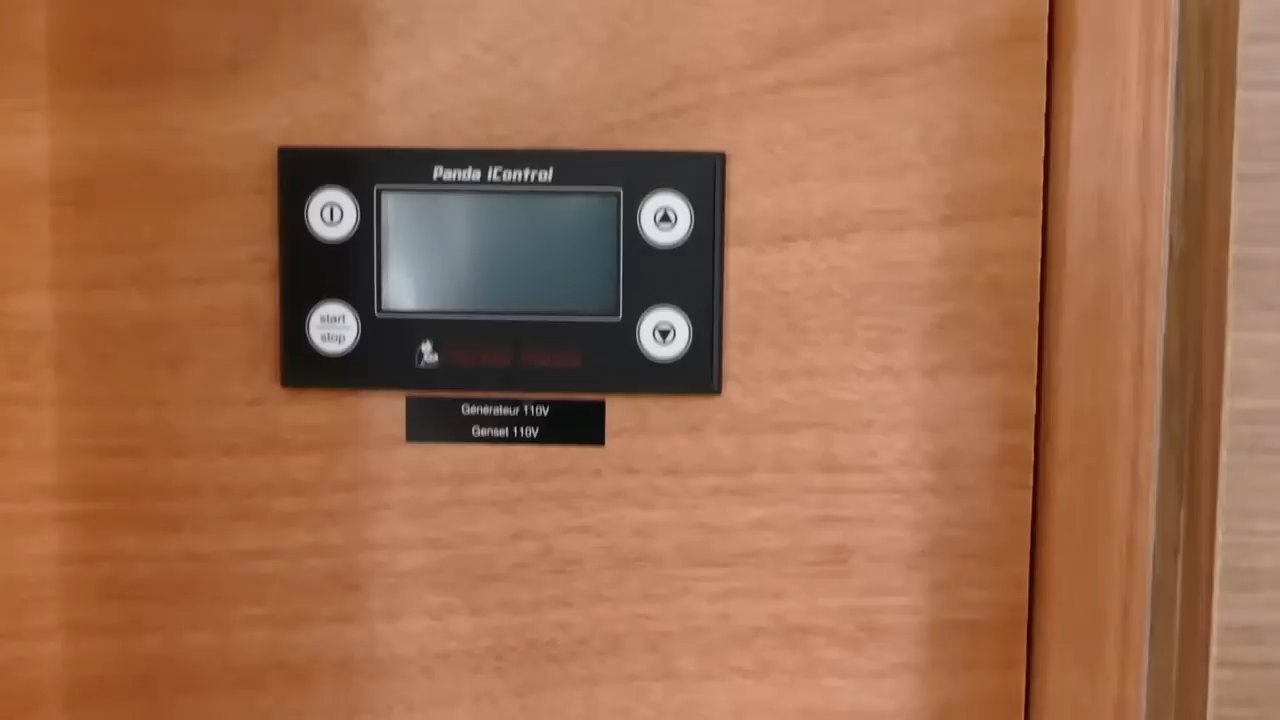 Panda iControl
start
stop
Générateur 110V
Genset 110V